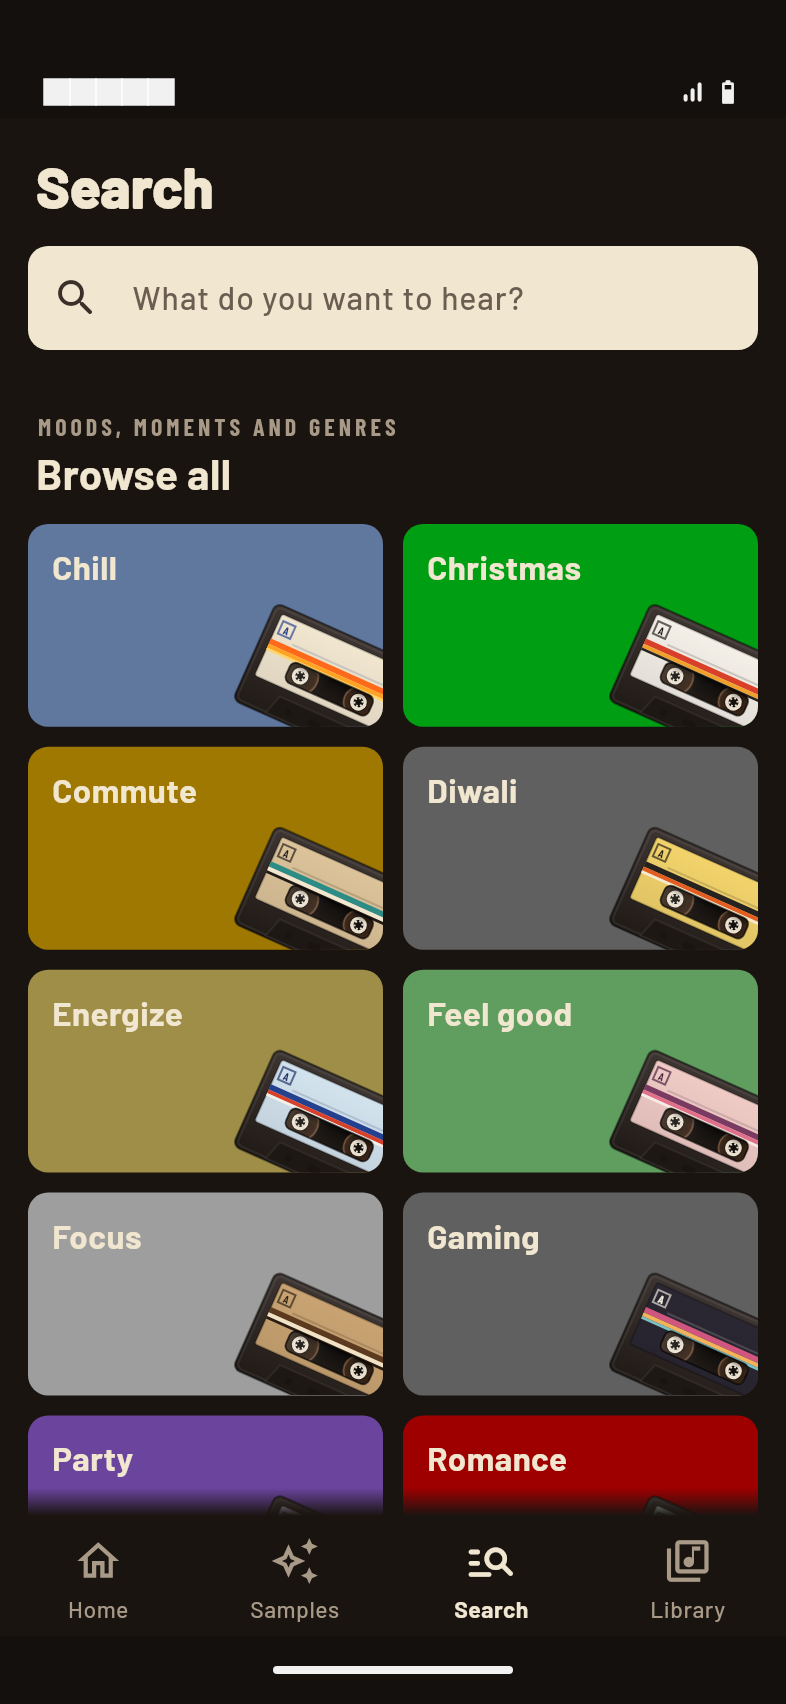 Search
What do you want to hear?
MOODS, MOMENTS AND GENRES
Browse all
Chill
A
Christmas
A
Commute
A
Diwali
A
Energize
A
Feel good
A
Focus
A
Gaming
A
Party
Romance
Home
Samples
Search
Library